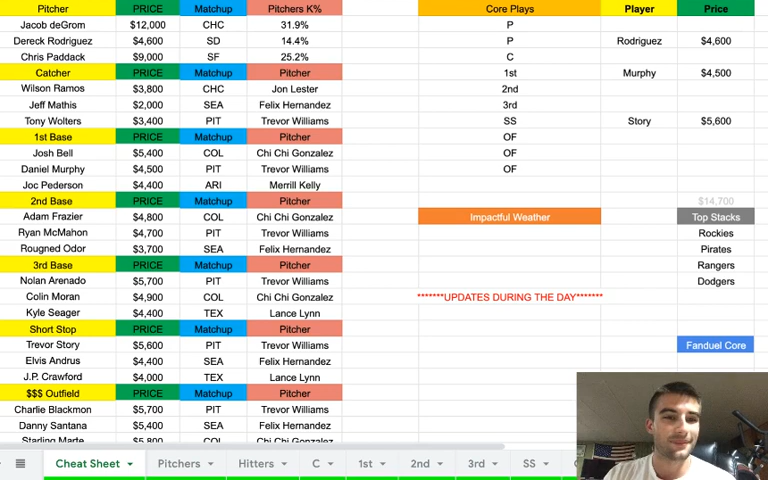 Pitcher PRICE Matchup Pitchers K% Core Plays Player Price
Jacob deGrom $12,000 CHC 31.9% P
Dereck Rodriguez $4,600 SD 14.4% P Rodriguez $4,600
Chris Paddack $9,000 SF 25.2% C
Catcher PRICE Matchup Pitcher 1st Murphy $4,500
Wilson Ramos $3,800 CHC Jon Lester 2nd
Jeff Mathis $2,000 SEA Felix Hernandez 3rd
Tony Wolters $3,400 PIT Trevor Williams SS Story $5,600
1st Base PRICE Matchup Pitcher OF
Josh Bell $5,400 COL Chi Chi Gonzalez OF
Daniel Murphy $4,500 PIT Trevor Williams OF
Joc Pederson $4,400 ARI Merrill Kelly
2nd Base PRICE Matchup Pitcher $14,700
Adam Frazier $4,800 COL Chi Chi Gonzalez Impactful Weather Top Stacks
Ryan McMahon $4,700 PIT Trevor Williams Rockies
Rougned Odor $3,700 SEA Felix Hernandez Pirates
3rd Base PRICE Matchup Pitcher Rangers
Nolan Arenado $5,700 PIT Trevor Williams Dodgers
Colin Moran $4,900 COL Chi Chi Gonzalez *******UPDATES DURING THE DAY*******
Kyle Seager $4,400 TEX Lance Lynn
Short Stop PRICE Matchup Pitcher
Trevor Story $5,600 PIT Trevor Williams Fanduel Core
Elvis Andrus $4,400 SEA Felix Hernandez
J.P. Crawford $4,000 TEX Lance Lynn
$$$ Outfield PRICE Matchup Pitcher
Charlie Blackmon $5,700 PIT Trevor Williams
Danny Santana $5,400 SEA Felix Hernandez
Starling Marte $5,800 COL Chi Chi Gonzalez
Cheat Sheet Pitchers Hitters C 1st 2nd 3rd SS